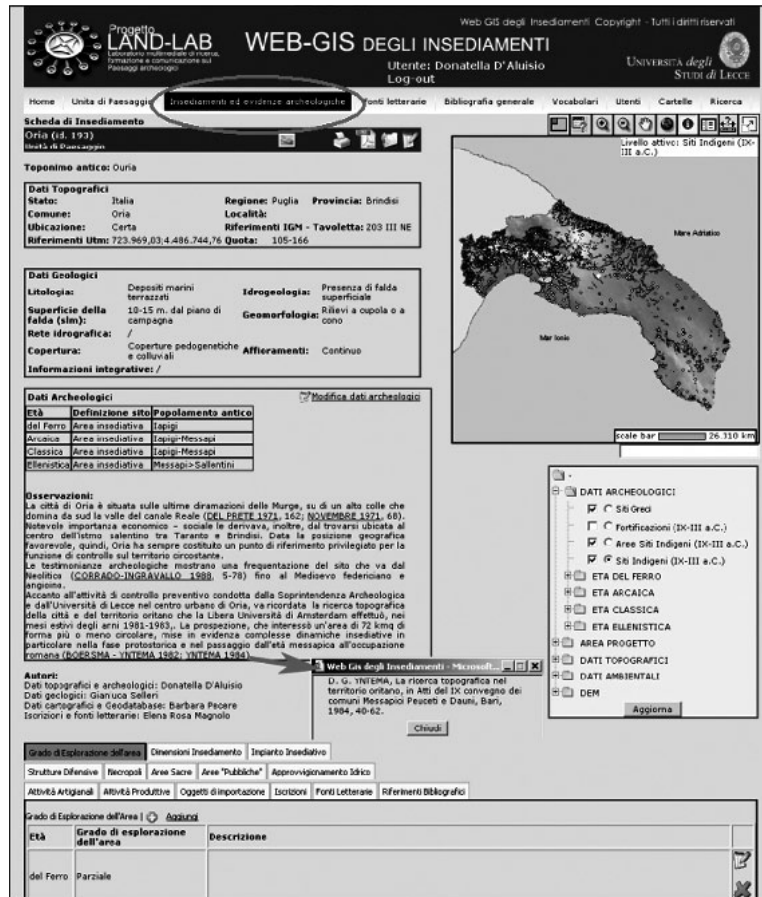 Web GIS degli Insediamenti Copyright - Tutti i diritti riservati
Progetto
LAND-LAB
Laboratorio multimediale di ricerca,
formazione e comunicazione sui
Paesaggi archeologici
WEB-GIS DEGLI INSEDIAMENTI
Utente: Donatella D'Aluisio
Log-out
UNIVERSITÀ degli
STUDI di LECCE
Home Unita di Paesaggio Insediamenti ed evidenze archeologiche Fonti letterarie Bibliografia generale Vocabolari Utenti Cartelle Ricerca
Scheda di Insediamento
Oria (id. 193)
Unità di Paesaggio
Toponimo antico: Ouria
Dati Topografici
Stato: Italia Regione: Puglia Provincia: Brindisi
Comune: Oria Località:
Ubicazione: Certa Riferimenti IGM - Tavoletta: 203 III NE
Riferimenti Utm: 723.969,03;4.486.744,76 Quota: 105-166
Dati Geologici
Litologia: Depositi marini terrazzati Idrogeologia: Presenza di falda superficiale
Superficie della falda (slm): 10-15 m. dal piano di campagna Geomorfologia: Rilievi a cupola o a cono
Rete idrografica: /
Copertura: Coperture pedogenetiche e colluviali Affioramenti: Continuo
Informazioni integrative: /
Dati Archeologici Modifica dati archeologici
Età Definizione sito Popolamento antico
del Ferro Area insediativa Iapigi
Arcaica Area insediativa Iapigi-Messapi
Classica Area insediativa Iapigi-Messapi
Ellenistica Area insediativa Messapi>Sallentini
Osservazioni:
La città di Oria è situata sulle ultime diramazioni delle Murge, su di un alto colle che
domina da sud la valle del canale Reale (DEL PRETE 1971, 162; NOVEMBRE 1971, 68).
Notevole importanza economico - sociale le derivava, inoltre, dal trovarsi ubicata al
centro dell'istmo salentino tra Taranto e Brindisi. Data la posizione geografica
favorevole, quindi, Oria ha sempre costituito un punto di riferimento privilegiato per la
funzione di controllo sul territorio circostante.
Le testimonianze archeologiche mostrano una frequentazione del sito che va dal
Neolitico (CORRADO-INGRAVALLO 1988, 5-78) fino al Medioevo federiciano e
angioino.
Accanto all'attività di controllo preventivo condotta dalla Soprintendenza Archeologica
e dall'Università di Lecce nel centro urbano di Oria, va ricordata la ricerca topografica
della città e del territorio oritano che la Libera Università di Amsterdam effettuò, nei
mesi estivi degli anni 1981-1983,. La prospezione, che interessò un'area di 72 kmq di
forma più o meno circolare, mise in evidenza complesse dinamiche insediative in
particolare nella fase protostorica e nel passaggio dall'età messapica all'occupazione
romana (BOERSMA - YNTEMA 1982; YNTEMA 1984).
Autori:
Dati topografici e archeologici: Donatella D'Aluisio
Dati geologici: Gianluca Selleri
Dati cartografici e Geodatabase: Barbara Pecere
Iscrizioni e fonti letterarie: Elena Rosa Magnolo
Web Gis degli Insediamenti - Microsoft...
D. G. YNTEMA, La ricerca topografica nel
territorio oritano, in Atti del IX convegno dei
comuni Messapici Peuceti e Dauni, Bari,
1984, 40-62.
Chiudi
Livello attivo: Siti Indigeni (IX-
III a.C.)
Mare Adriatico
Mar Ionio
scale bar 26.310 km
DATI ARCHEOLOGICI
Siti Greci
Fortificazioni (IX-III a.C.)
Aree Siti Indigeni (IX-III a.C.)
Siti Indigeni (IX-III a.C.)
ETA DEL FERRO
ETA ARCAICA
ETA CLASSICA
ETA ELLENISTICA
AREA PROGETTO
DATI TOPOGRAFICI
DATI AMBIENTALI
DEM
Aggiorna
Grado di Esplorazione dell'area Dimensioni Insediamento Impianto Insediativo
Strutture Difensive Necropoli Aree Sacre Aree "Pubbliche" Approvvigionamento Idrico
Attività Artigianali Attività Produttive Oggetti di importazione Iscrizioni Fonti Letterarie Riferimenti Bibliografici
Grado di Esplorazione dell'Area | Aggiungi
Età Grado di esplorazione dell'area Descrizione
del Ferro Parziale